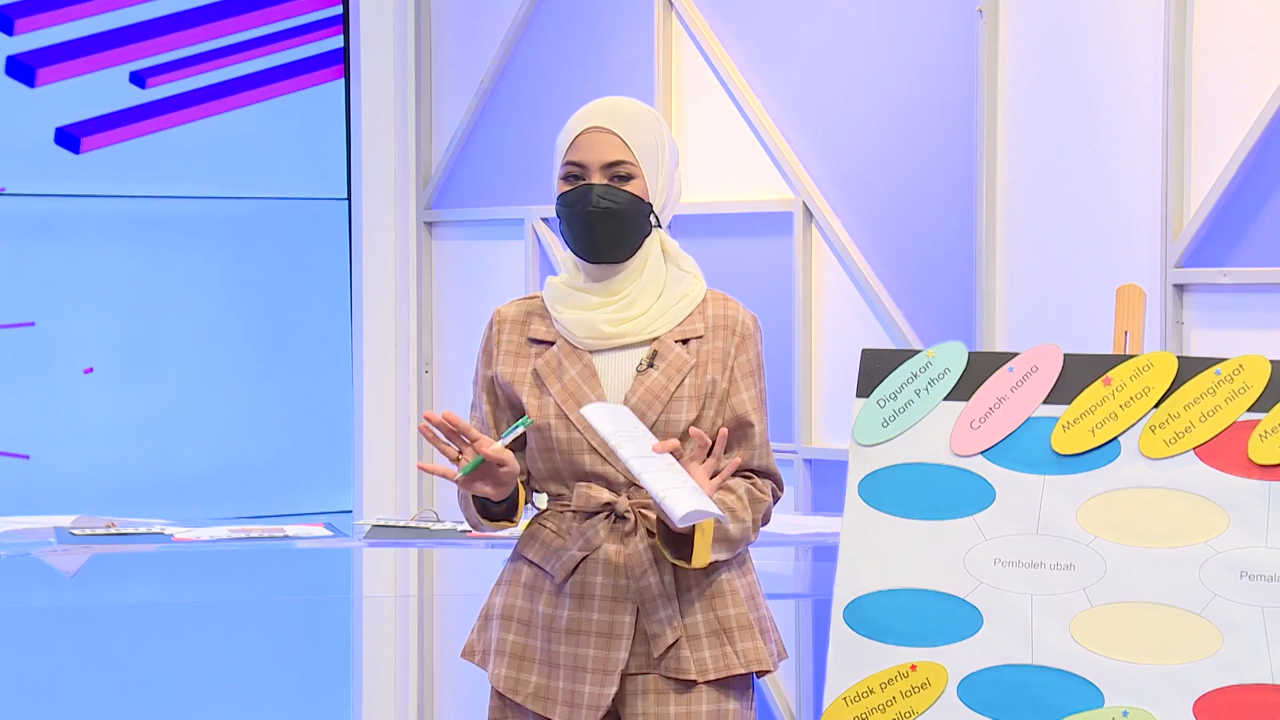 Digunakan
dalam Python
Contoh: nama
Mempunyai nilai
yang tetap.
Perlu mengingat
label dan nilai.
Pemboleh ubah
Tidak perlu
label
nilai.